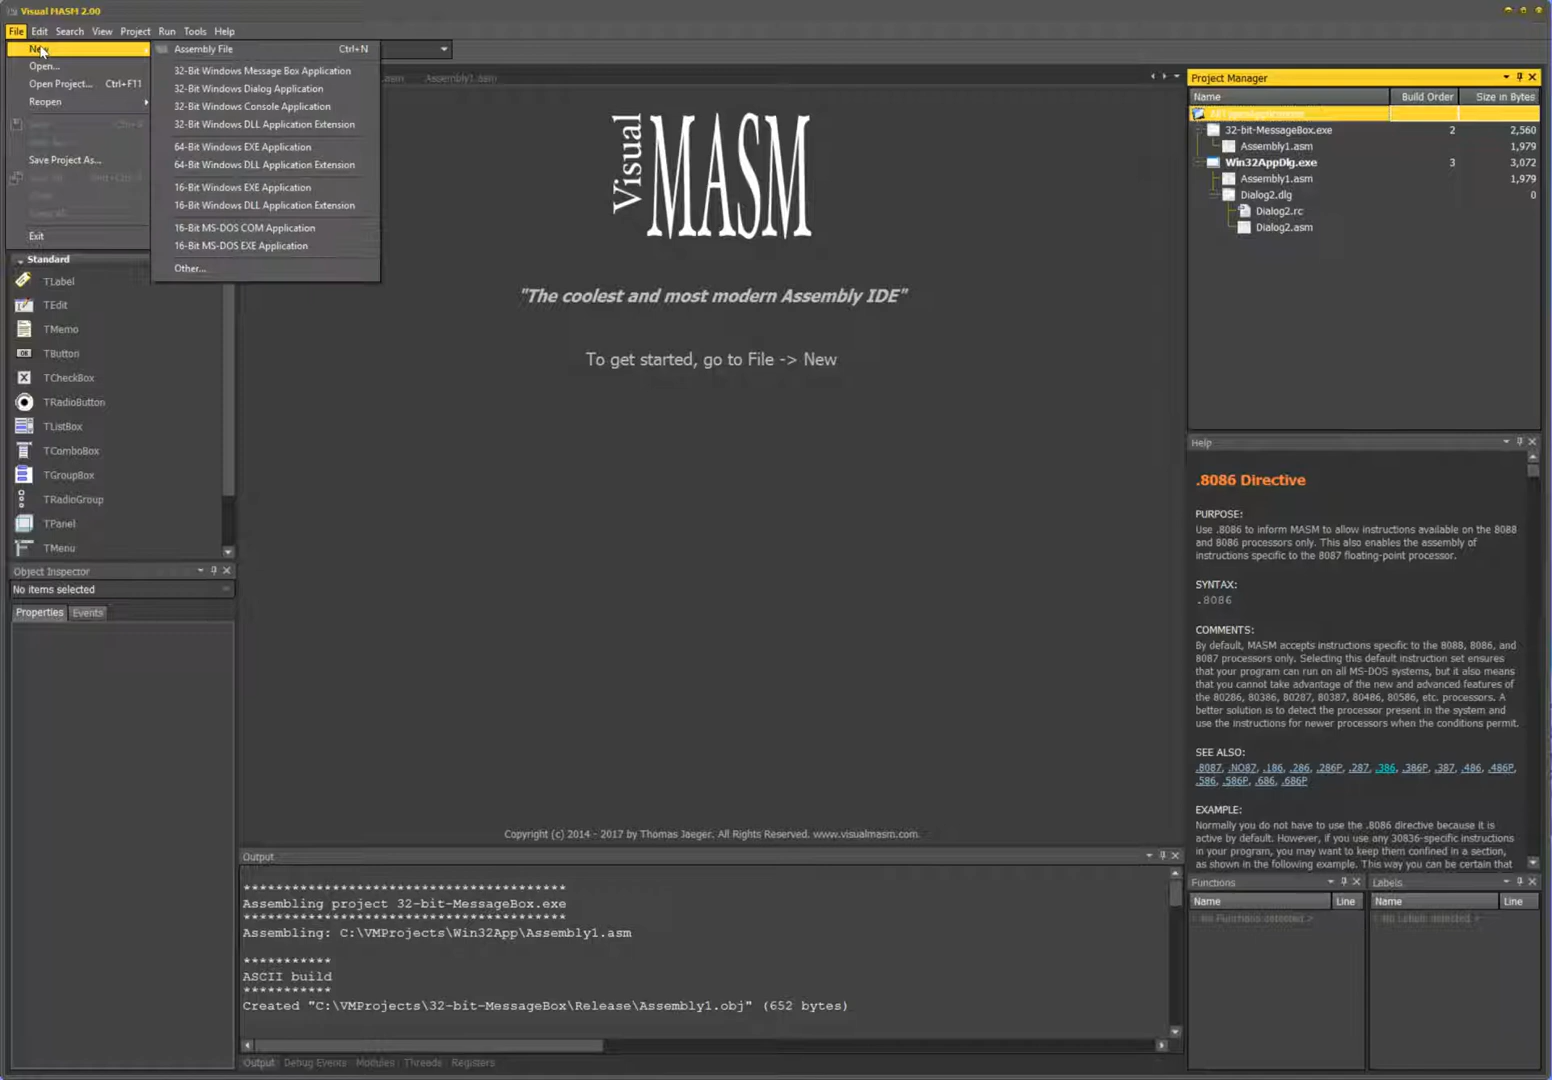 Visual MASM 2.00
File Edit Search View Project Run Tools Help
New
Open...
Open Project... Ctrl+F11
Reopen
Save Project As...
Exit
Assembly File Ctrl+N
32-Bit Windows Message Box Application
32-Bit Windows Dialog Application
32-Bit Windows Console Application
32-Bit Windows DLL Application Extension
64-Bit Windows EXE Application
64-Bit Windows DLL Application Extension
16-Bit Windows EXE Application
16-Bit Windows DLL Application Extension
16-Bit MS-DOS COM Application
16-Bit MS-DOS EXE Application
Other...
Assembly1.asm
Standard
TLabel
TEdit
TMemo
TButton
TCheckBox
TRadioButton
TListBox
TComboBox
TGroupBox
TRadioGroup
TPanel
TMenu
Object Inspector
No items selected
Properties Events
Visual MASM
"The coolest and most modern Assembly IDE"
To get started, go to File -> New
Copyright (c) 2014 - 2017 by Thomas Jaeger. All Rights Reserved. www.visualmasm.com
Output
*****************************************
Assembling project 32-bit-MessageBox.exe
*****************************************
Assembling: C:\VMProjects\Win32App\Assembly1.asm
***********
ASCII build
***********
Created "C:\VMProjects\32-bit-MessageBox\Release\Assembly1.obj" (652 bytes)
Output Debug Events Modules Threads Registers
Project Manager
Name Build Order Size in Bytes
32-bit-MessageBox.exe 2 2,560
Assembly1.asm 1,979
Win32AppDlg.exe 3 3,072
Assembly1.asm 1,979
Dialog2.dlg 0
Dialog2.rc
Dialog2.asm
Help
.8086 Directive
PURPOSE:
Use .8086 to inform MASM to allow instructions available on the 8088
and 8086 processors only. This also enables the assembly of
instructions specific to the 8087 floating-point processor.
SYNTAX:
.8086
COMMENTS:
By default, MASM accepts instructions specific to the 8088, 8086, and
8087 processors only. Selecting this default instruction set ensures
that your program can run on all MS-DOS systems, but it also means
that you cannot take advantage of the new and advanced features of
the 80286, 80386, 80287, 80387, 80486, 80586, etc. processors. A
better solution is to detect the processor present in the system and
use the instructions for newer processors when the conditions permit.
SEE ALSO:
.8087, .NO87, .186, .286, .286P, .287, .386, .386P, .387, .486, .486P,
.586, .586P, .686, .686P
EXAMPLE:
Normally you do not have to use the .8086 directive because it is
active by default. However, if you use any 30836-specific instructions
in your program, you may want to keep them confined in a section,
as shown in the following example. This way you can be certain that
Functions
Name Line
< No Functions selected >
Labels
Name Line
< No Labels selected >